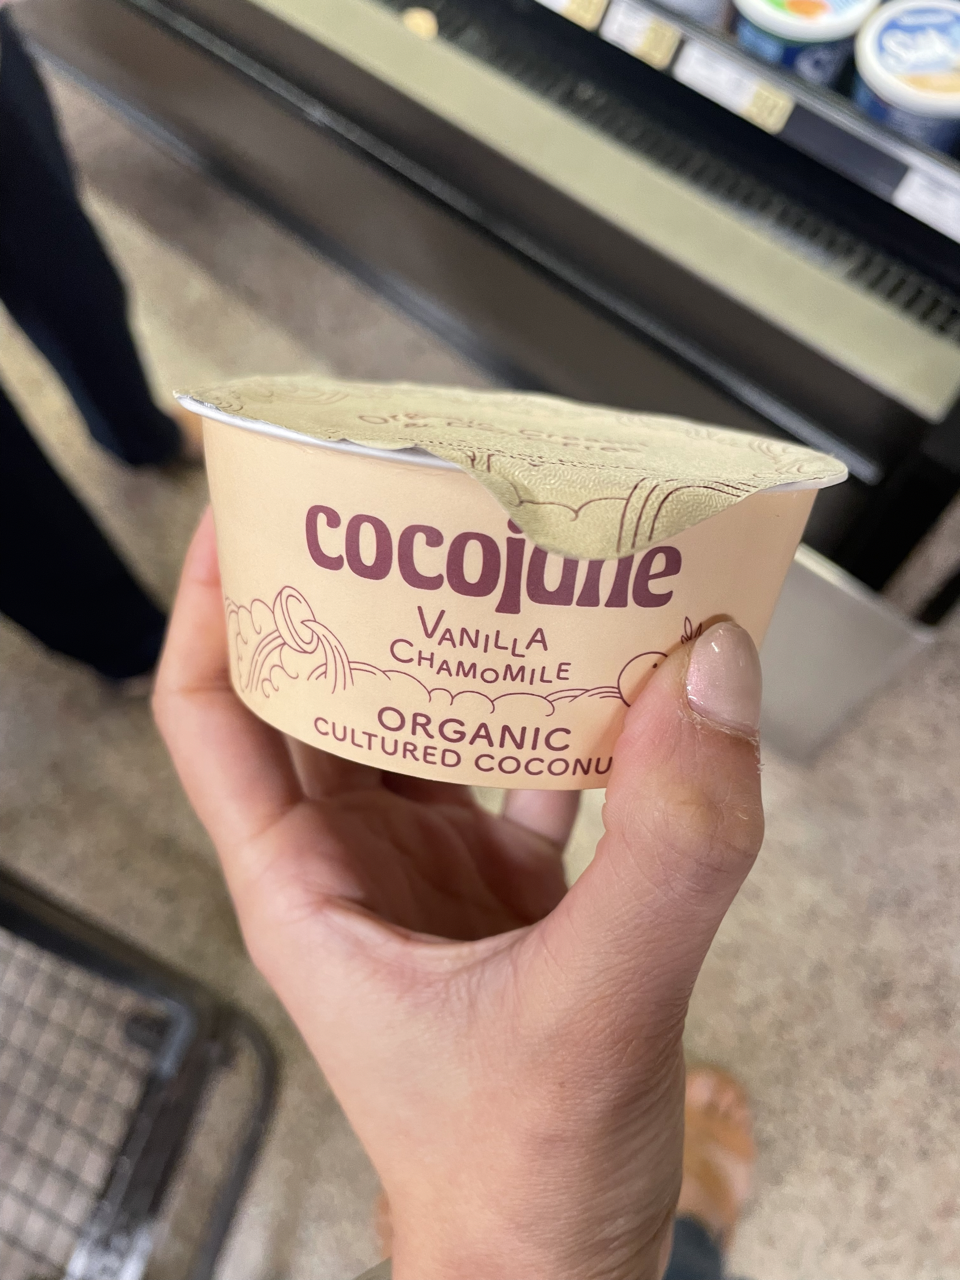 cocojune
VANILLA
CHAMOMILE
ORGANIC
CULTURED COCONU